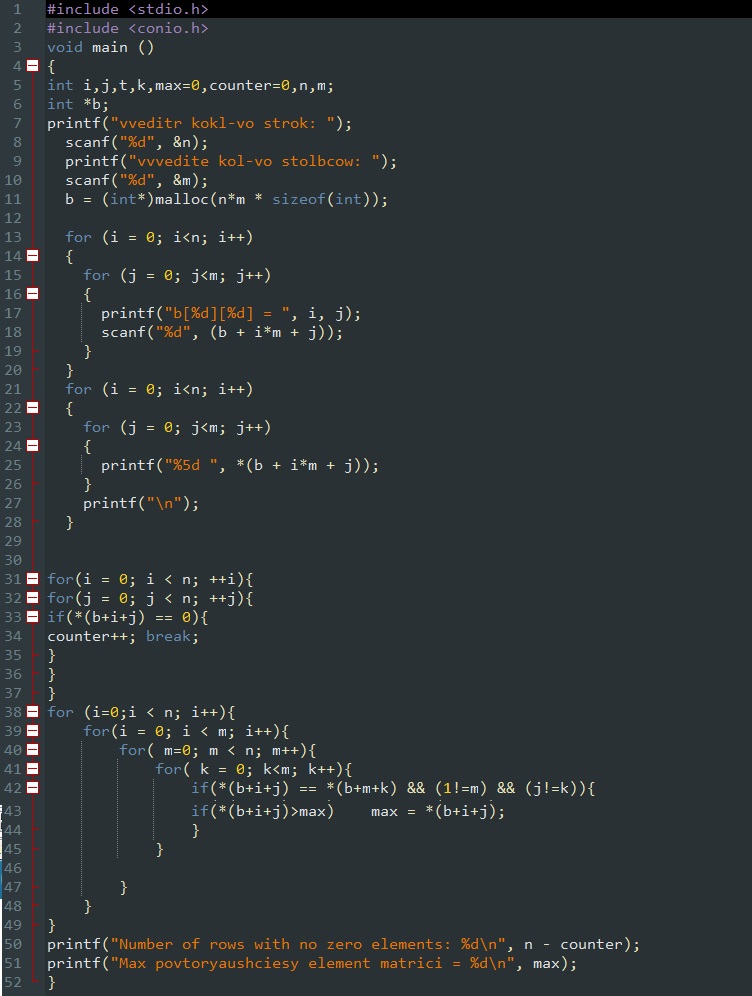 1 #include <stdio.h>
2 #include <conio.h>
3 void main ()
4 {
5 int i,j,t,k,max=0,counter=0,n,m;
6 int *b;
7 printf("vveditr kokl-vo strok: ");
8 scanf("%d", &n);
9 printf("vvvedite kol-vo stolbcow: ");
10 scanf("%d", &m);
11 b = (int*)malloc(n*m * sizeof(int));
12
13 for (i = 0; i<n; i++)
14 {
15 for (j = 0; j<m; j++)
16 {
17 printf("b[%d][%d] = ", i, j);
18 scanf("%d", (b + i*m + j));
19 }
20 }
21 for (i = 0; i<n; i++)
22 {
23 for (j = 0; j<m; j++)
24 {
25 printf("%5d ", *(b + i*m + j));
26 }
27 printf("\n");
28 }
29
30
31 for(i = 0; i < n; ++i){
32 for(j = 0; j < n; ++j){
33 if(*(b+i+j) == 0){
34 counter++; break;
35 }
36 }
37 }
38 for (i=0;i < n; i++){
39 for(i = 0; i < m; i++){
40 for( m=0; m < n; m++){
41 for( k = 0; k<m; k++){
42 if(*(b+i+j) == *(b+m+k) && (1!=m) && (j!=k)){
43 if(*(b+i+j)>max) max = *(b+i+j);
44 }
45 }
46
47 }
48 }
49 }
50 printf("Number of rows with no zero elements: %d\n", n - counter);
51 printf("Max povtoryaushciesy element matrici = %d\n", max);
52 }